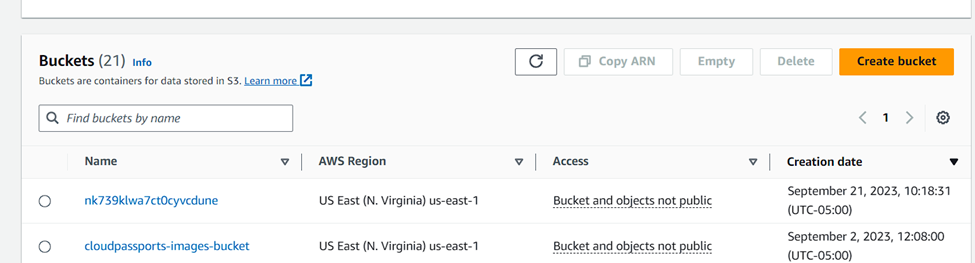 Buckets (21) Info
Buckets are containers for data stored in S3. Learn more
Copy ARN
Empty
Delete
Create bucket
Find buckets by name
1
Name AWS Region Access Creation date
nk739klwa7ct0cyvcdune US East (N. Virginia) us-east-1 Bucket and objects not public September 21, 2023, 10:18:31
(UTC-05:00)
cloudpassports-images-bucket US East (N. Virginia) us-east-1 Bucket and objects not public September 2, 2023, 12:08:00
(UTC-05:00)